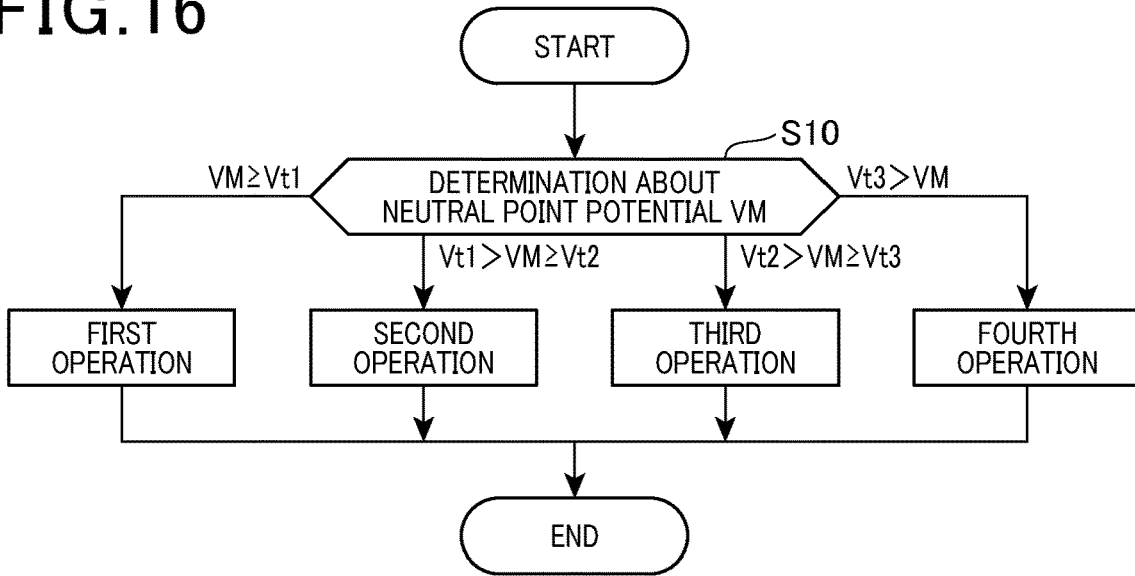 FIG.16
START
S10
VM≧Vt1
DETERMINATION ABOUT
NEUTRAL POINT POTENTIAL VM
Vt3>VM
Vt1>VM≧Vt2
Vt2>VM≧Vt3
FIRST
OPERATION
SECOND
OPERATION
THIRD
OPERATION
FOURTH
OPERATION
END